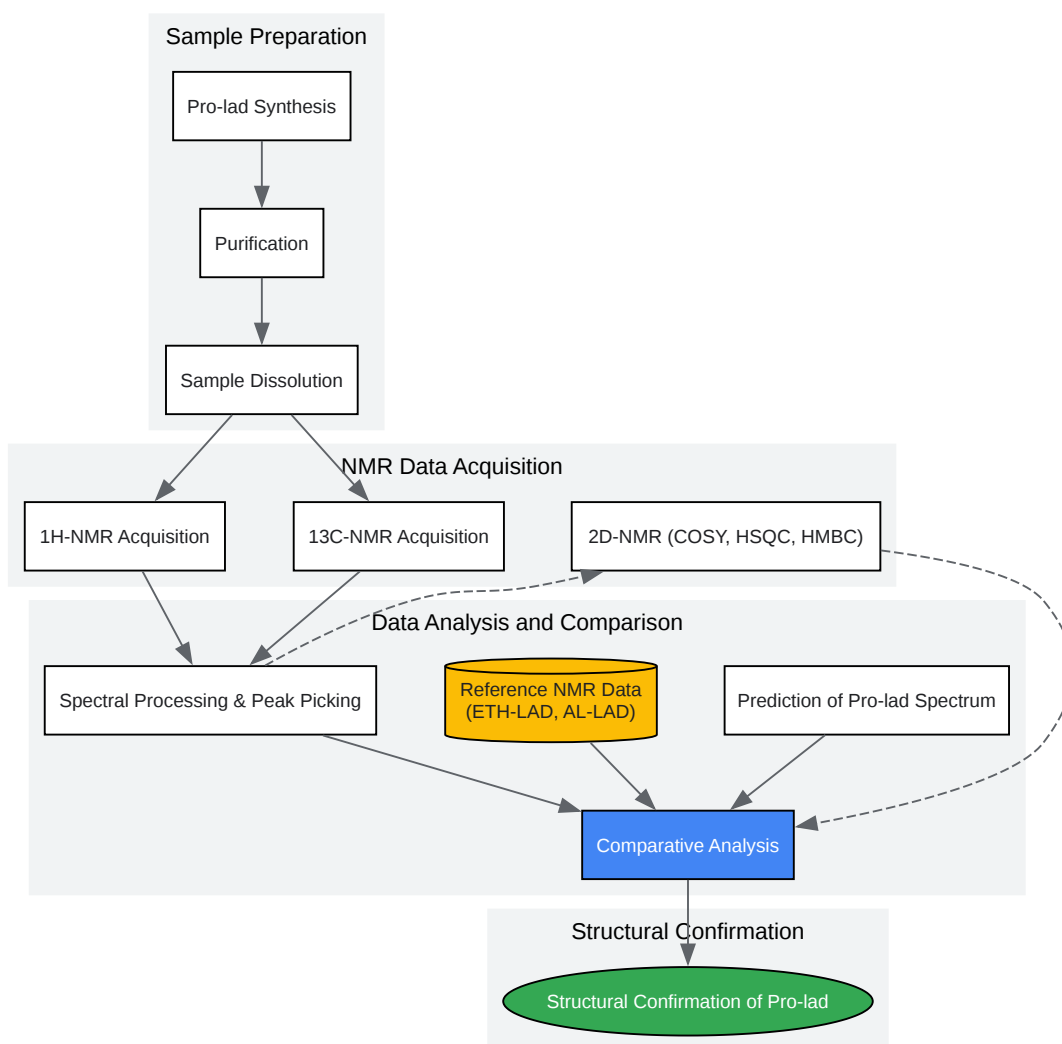 Sample Preparation
Pro-lad Synthesis
Purification
Sample Dissolution
NMR Data Acquisition
1H-NMR Acquisition
13C-NMR Acquisition
2D-NMR (COSY, HSQC, HMBC)
Data Analysis and Comparison
Spectral Processing & Peak Picking
Reference NMR Data
(ETH-LAD, AL-LAD)
Prediction of Pro-lad Spectrum
Comparative Analysis
Structural Confirmation
Structural Confirmation of Pro-lad